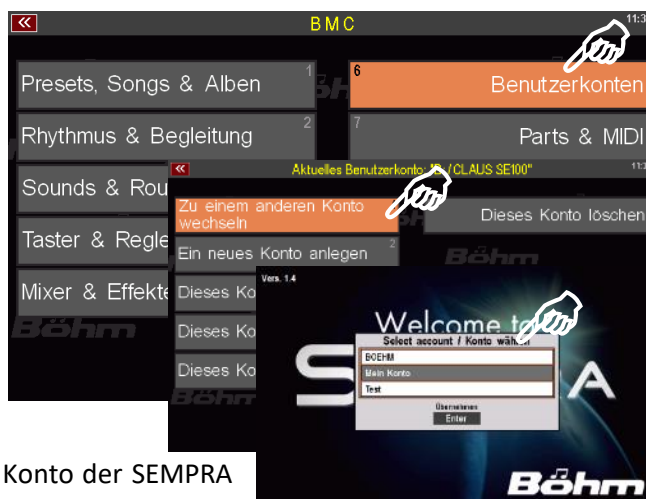 BMC
11:3
Presets, Songs & Alben 1
6 Benutzerkonten
Rhythmus & Begleitung 2
7 Parts & MIDI
Sounds & Rou
Taster & Regle
Mixer & Effekte
Böhm
Aktuelles Benutzerkonto: CLAUS SE100"
Zu einem anderen Konto
wechseln
Dieses Konto löschen
Ein neues Konto anlegen 2
Böhm
Dieses Ko
Dieses Ko
Dieses Ko
Vers. 1.4
Welcome to
Select account / Konto wählen
BOEHM
Mein Konto
Test
Übernehmen
Enter
S A
Böhm
Konto der SEMPRA